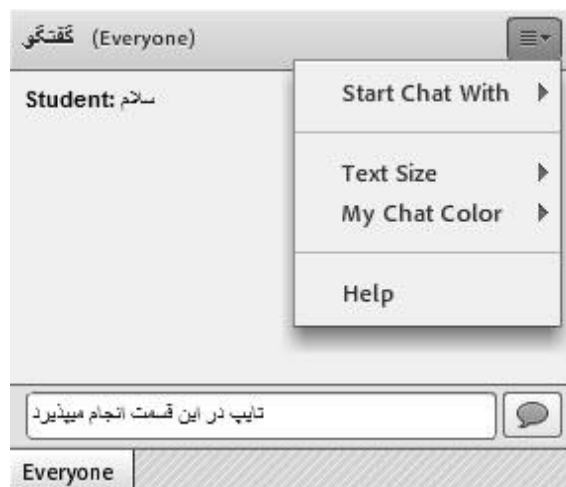 گفتگو (Everyone)
Start Chat With
Student: سلام
Text Size
My Chat Color
Help
تایپ در این قسمت انجام میپذیرد
Everyone